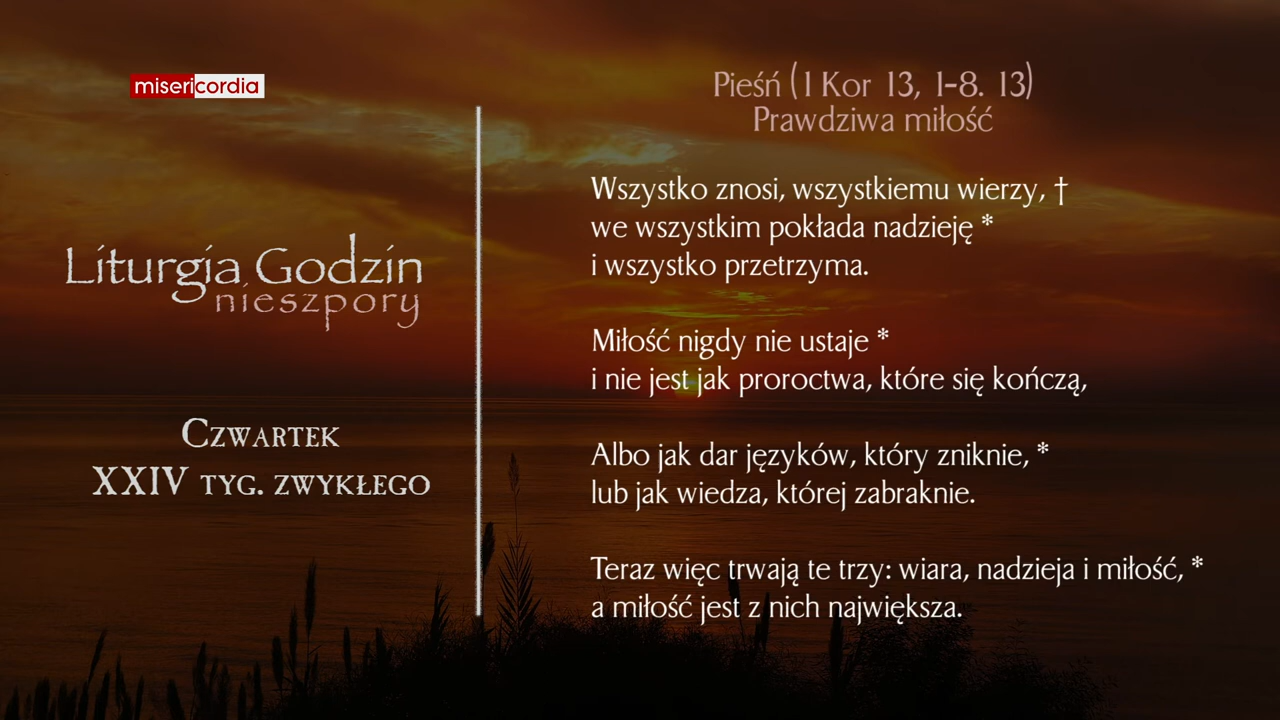 misericordia
Liturgia Godzin
nieszpory
Czwartek
XXIV tyg. zwykłego
Pieśń (1 Kor 13, 1-8. 13)
Prawdziwa miłość
Wszystko znosi, wszystkiemu wierzy, †
we wszystkim pokłada nadzieję *
i wszystko przetrzyma.
Miłość nigdy nie ustaje *
i nie jest jak proroctwa, które się kończą,
Albo jak dar języków, który zniknie, *
lub jak wiedza, której zabraknie.
Teraz więc trwają te trzy: wiara, nadzieja i miłość, *
a miłość jest z nich największa.